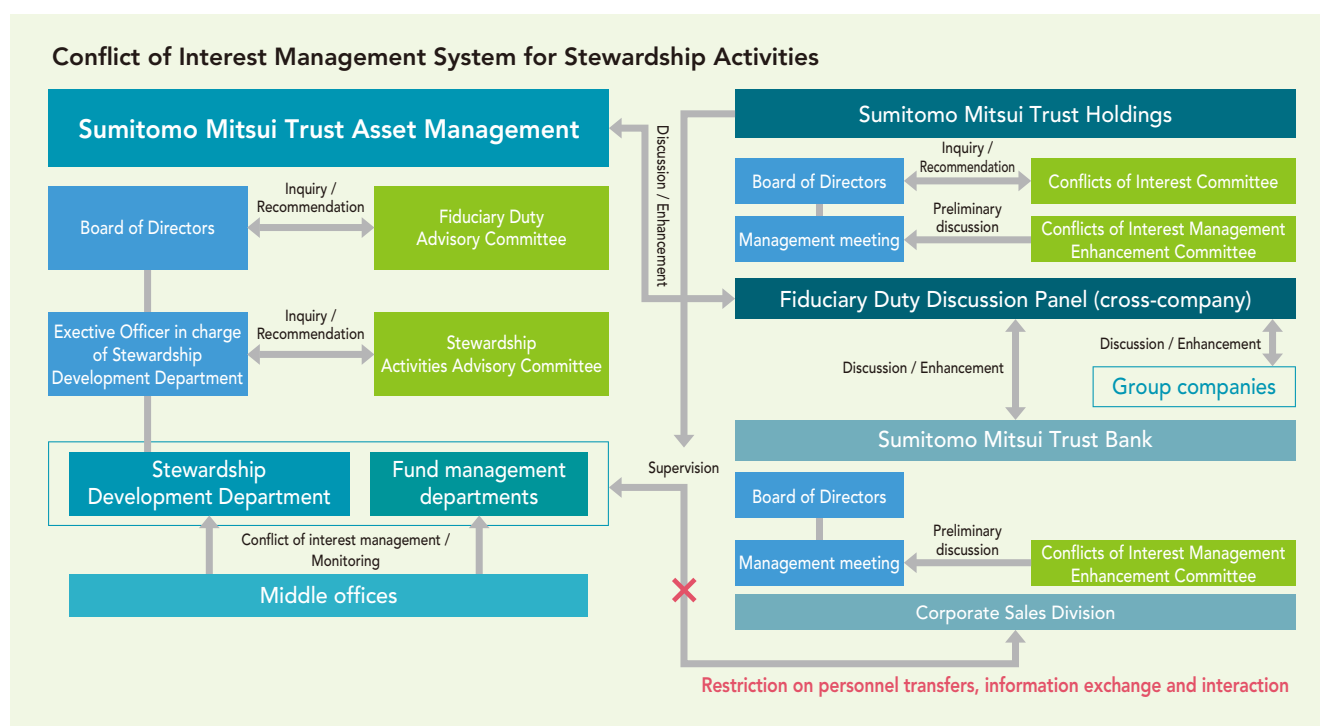 Conflict of Interest Management System for Stewardship Activities
Sumitomo Mitsui Trust Asset Management
Board of Directors
Inquiry /
Recommendation
Fiduciary Duty
Advisory Committee
Exective Officer in charge
of Stewardship
Development Department
Inquiry /
Recommendation
Stewardship
Activities Advisory Committee
Stewardship
Development Department
Fund management
departments
Conflict of interest management /
Monitoring
Middle offices
Discussion / Enhancement
Supervision
Sumitomo Mitsui Trust Holdings
Board of Directors
Inquiry /
Recommendation
Conflicts of Interest Committee
Management meeting
Preliminary
discussion
Conflicts of Interest Management
Enhancement Committee
Fiduciary Duty Discussion Panel (cross-company)
Discussion / Enhancement
Discussion / Enhancement
Group companies
Sumitomo Mitsui Trust Bank
Board of Directors
Management meeting
Preliminary
discussion
Conflicts of Interest Management
Enhancement Committee
Corporate Sales Division
Restriction on personnel transfers, information exchange and interaction